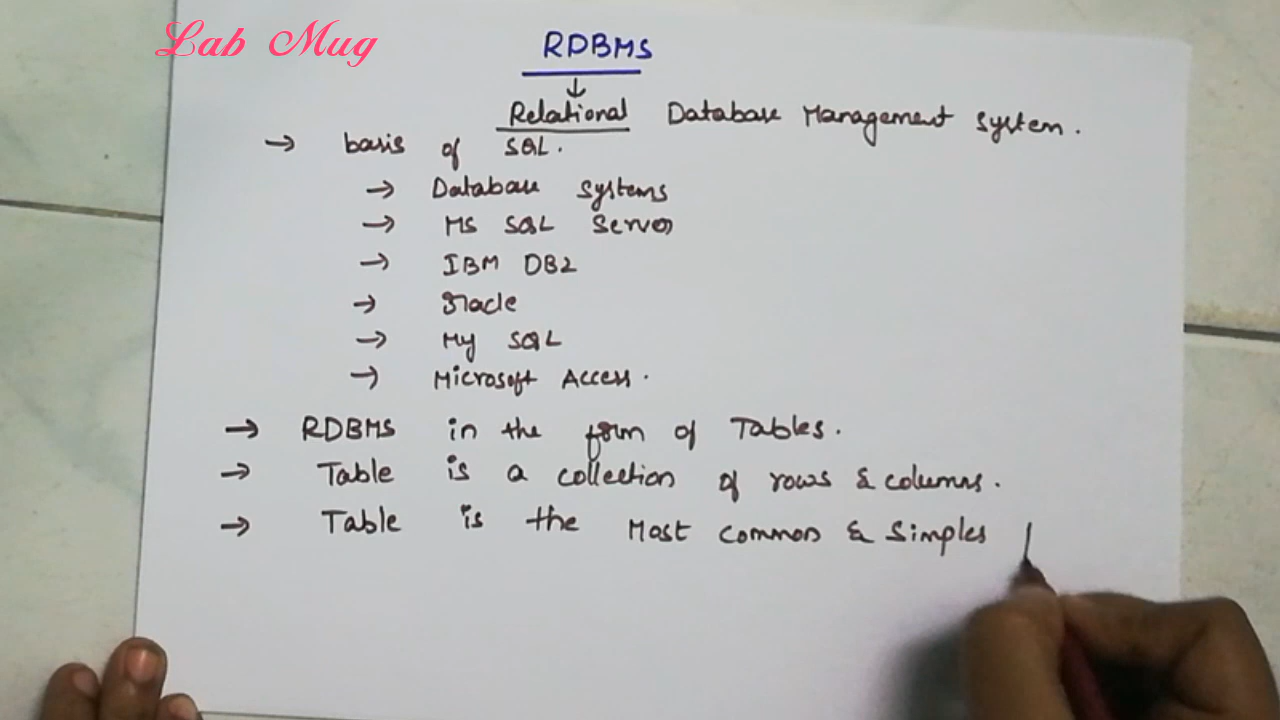 Lab Mug
RDBMS
↓
Relational Database Management System.
→ basis of SQL.
→ Database Systems
→ MS SQL Server
→ IBM DB2
→ Oracle
→ My SQL
→ Microsoft Access.
→ RDBMS in the form of Tables.
→ Table is a collection of rows & columns.
→ Table is the Most common & Simples